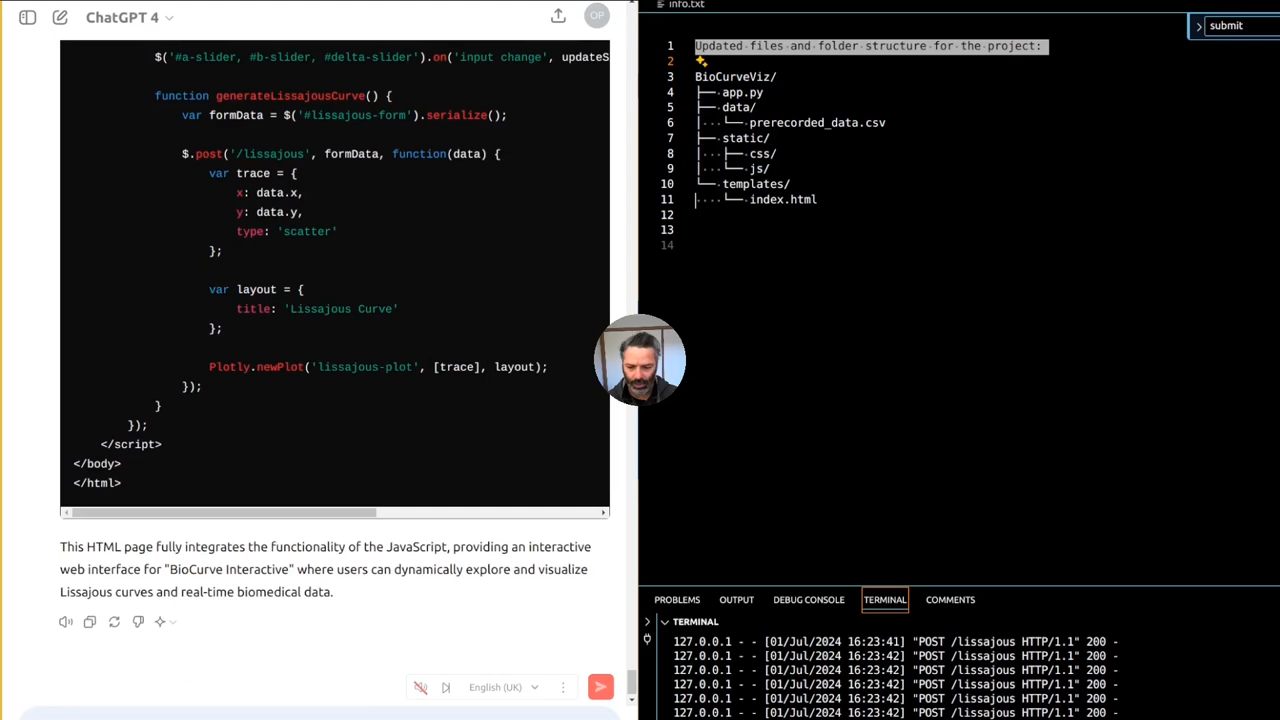 ChatGPT 4
OP
$('#a-slider, #b-slider, #delta-slider').on('input change', updateS
function generateLissajousCurve() {
var formData = $('#lissajous-form').serialize();
$.post('/lissajous', formData, function(data) {
var trace = {
x: data.x,
y: data.y,
type: 'scatter'
};
var layout = {
title: 'Lissajous Curve'
};
Plotly.newPlot('lissajous-plot', [trace], layout);
});
}
});
</script>
</body>
</html>
This HTML page fully integrates the functionality of the JavaScript, providing an interactive
web interface for "BioCurve Interactive" where users can dynamically explore and visualize
Lissajous curves and real-time biomedical data.
English (UK)
info.txt
submit
1 Updated files and folder structure for the project:
2
3 BioCurveViz/
4 ├── app.py
5 ├── data/
6 │   └── prerecorded_data.csv
7 ├── static/
8 │   ├── css/
9 │   └── js/
10 └── templates/
11     └── index.html
12
13
14
PROBLEMS OUTPUT DEBUG CONSOLE TERMINAL COMMENTS
TERMINAL
127.0.0.1 - - [01/Jul/2024 16:23:41] "POST /lissajous HTTP/1.1" 200 -
127.0.0.1 - - [01/Jul/2024 16:23:42] "POST /lissajous HTTP/1.1" 200 -
127.0.0.1 - - [01/Jul/2024 16:23:42] "POST /lissajous HTTP/1.1" 200 -
127.0.0.1 - - [01/Jul/2024 16:23:42] "POST /lissajous HTTP/1.1" 200 -
127.0.0.1 - - [01/Jul/2024 16:23:42] "POST /lissajous HTTP/1.1" 200 -
127.0.0.1 - - [01/Jul/2024 16:23:42] "POST /lissajous HTTP/1.1" 200 -